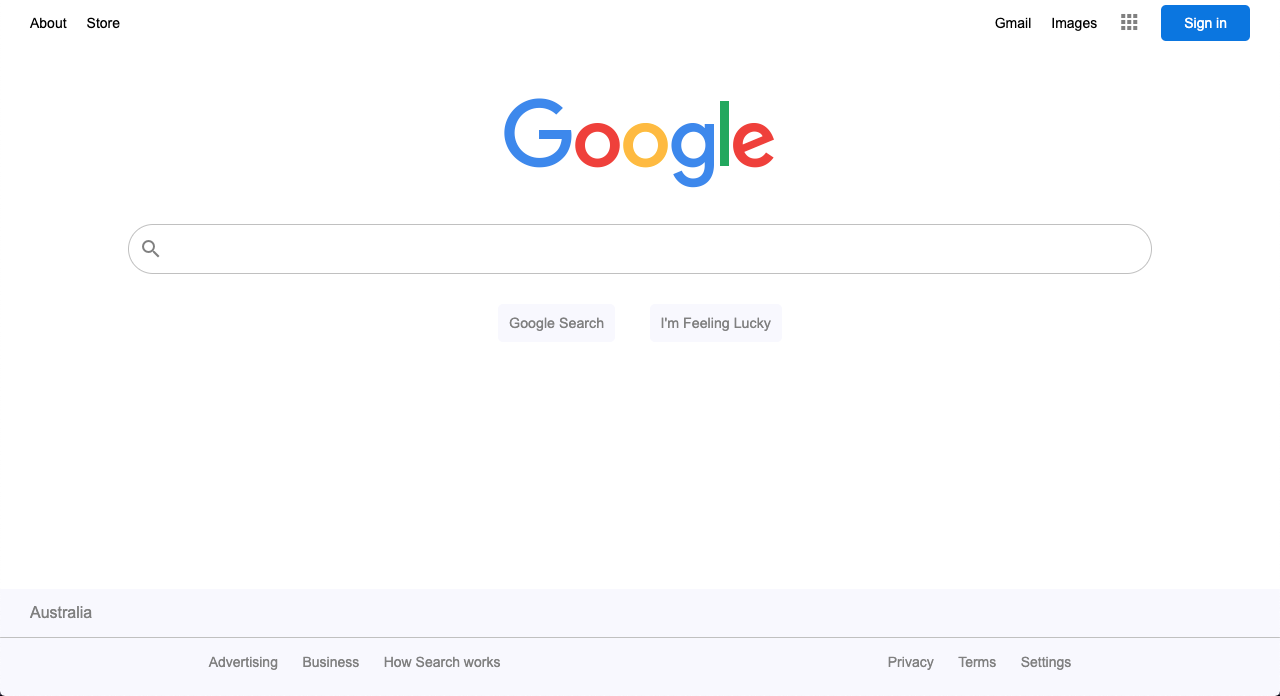 About Store Gmail Images Sign in
Google
Google Search I'm Feeling Lucky
Australia
Advertising Business How Search works Privacy Terms Settings